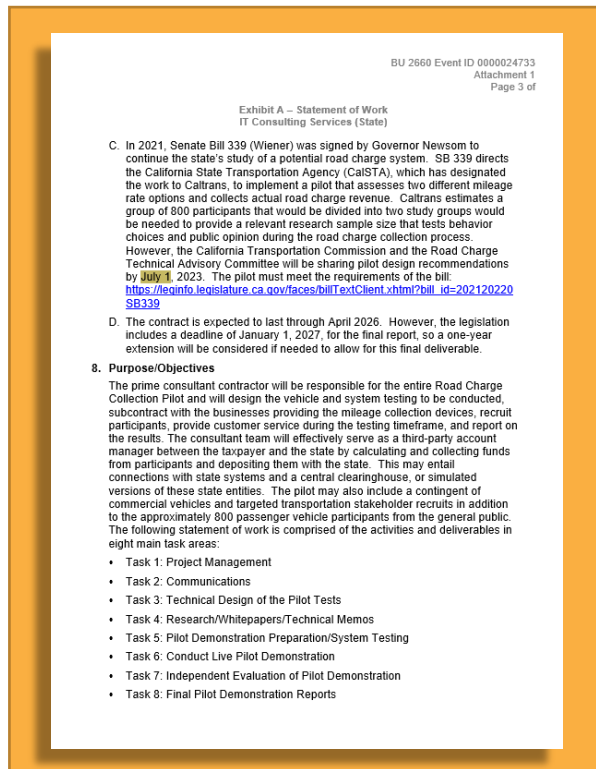 BU 2660 Event ID 0000024733
Attachment 1
Page 3 of
Exhibit A – Statement of Work
IT Consulting Services (State)
C. In 2021, Senate Bill 339 (Wiener) was signed by Governor Newsom to
continue the state's study of a potential road charge system. SB 339 directs
the California State Transportation Agency (CalSTA), which has designated
the work to Caltrans, to implement a pilot that assesses two different mileage
rate options and collects actual road charge revenue. Caltrans estimates a
group of 800 participants that would be divided into two study groups would
be needed to provide a relevant research sample size that tests behavior
choices and public opinion during the road charge collection process.
However, the California Transportation Commission and the Road Charge
Technical Advisory Committee will be sharing pilot design recommendations
by July 1, 2023. The pilot must meet the requirements of the bill:
https://leginfo.legislature.ca.gov/faces/billTextClient.xhtml?bill_id=202120220
SB339
D. The contract is expected to last through April 2026. However, the legislation
includes a deadline of January 1, 2027, for the final report, so a one-year
extension will be considered if needed to allow for this final deliverable.
8. Purpose/Objectives
The prime consultant contractor will be responsible for the entire Road Charge
Collection Pilot and will design the vehicle and system testing to be conducted,
subcontract with the businesses providing the mileage collection devices, recruit
participants, provide customer service during the testing timeframe, and report on
the results. The consultant team will effectively serve as a third-party account
manager between the taxpayer and the state by calculating and collecting funds
from participants and depositing them with the state. This may entail
connections with state systems and a central clearinghouse, or simulated
versions of these state entities. The pilot may also include a contingent of
commercial vehicles and targeted transportation stakeholder recruits in addition
to the approximately 800 passenger vehicle participants from the general public.
The following statement of work is comprised of the activities and deliverables in
eight main task areas:
• Task 1: Project Management
• Task 2: Communications
• Task 3: Technical Design of the Pilot Tests
• Task 4: Research/Whitepapers/Technical Memos
• Task 5: Pilot Demonstration Preparation/System Testing
• Task 6: Conduct Live Pilot Demonstration
• Task 7: Independent Evaluation of Pilot Demonstration
• Task 8: Final Pilot Demonstration Reports